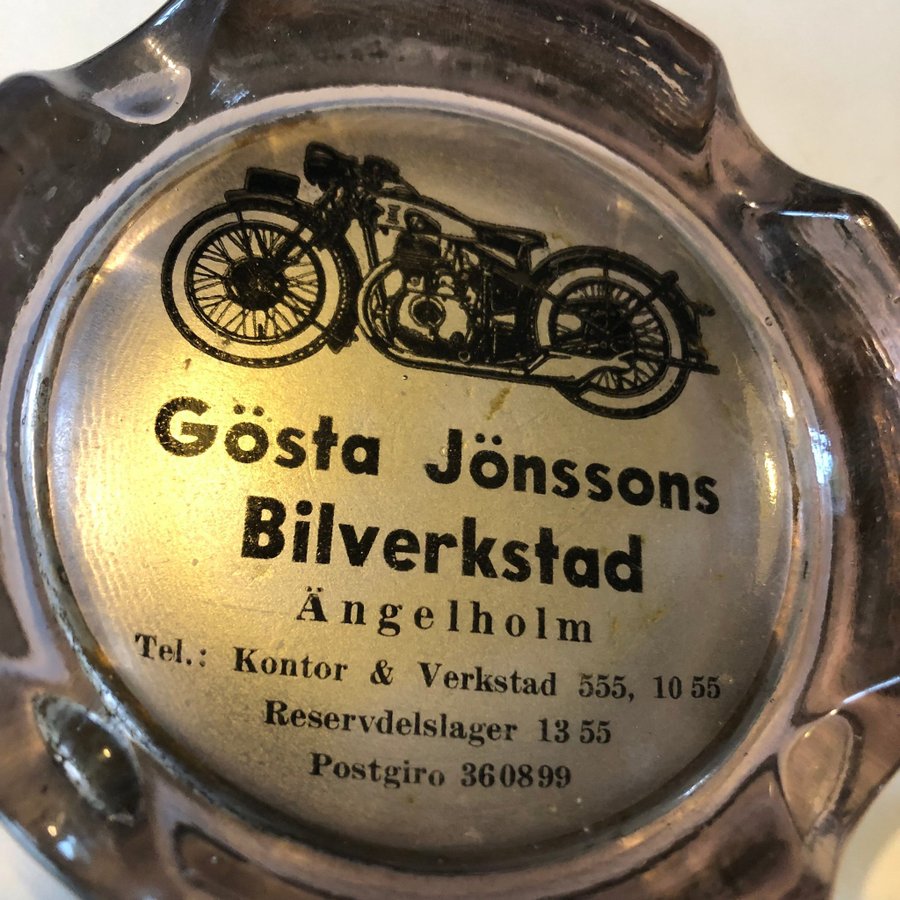 Gösta Jönssons
Bilverkstad
Ängelholm
Tel.: Kontor & Verkstad 555, 10 55
Reservdelslager 13 55
Postgiro 360899